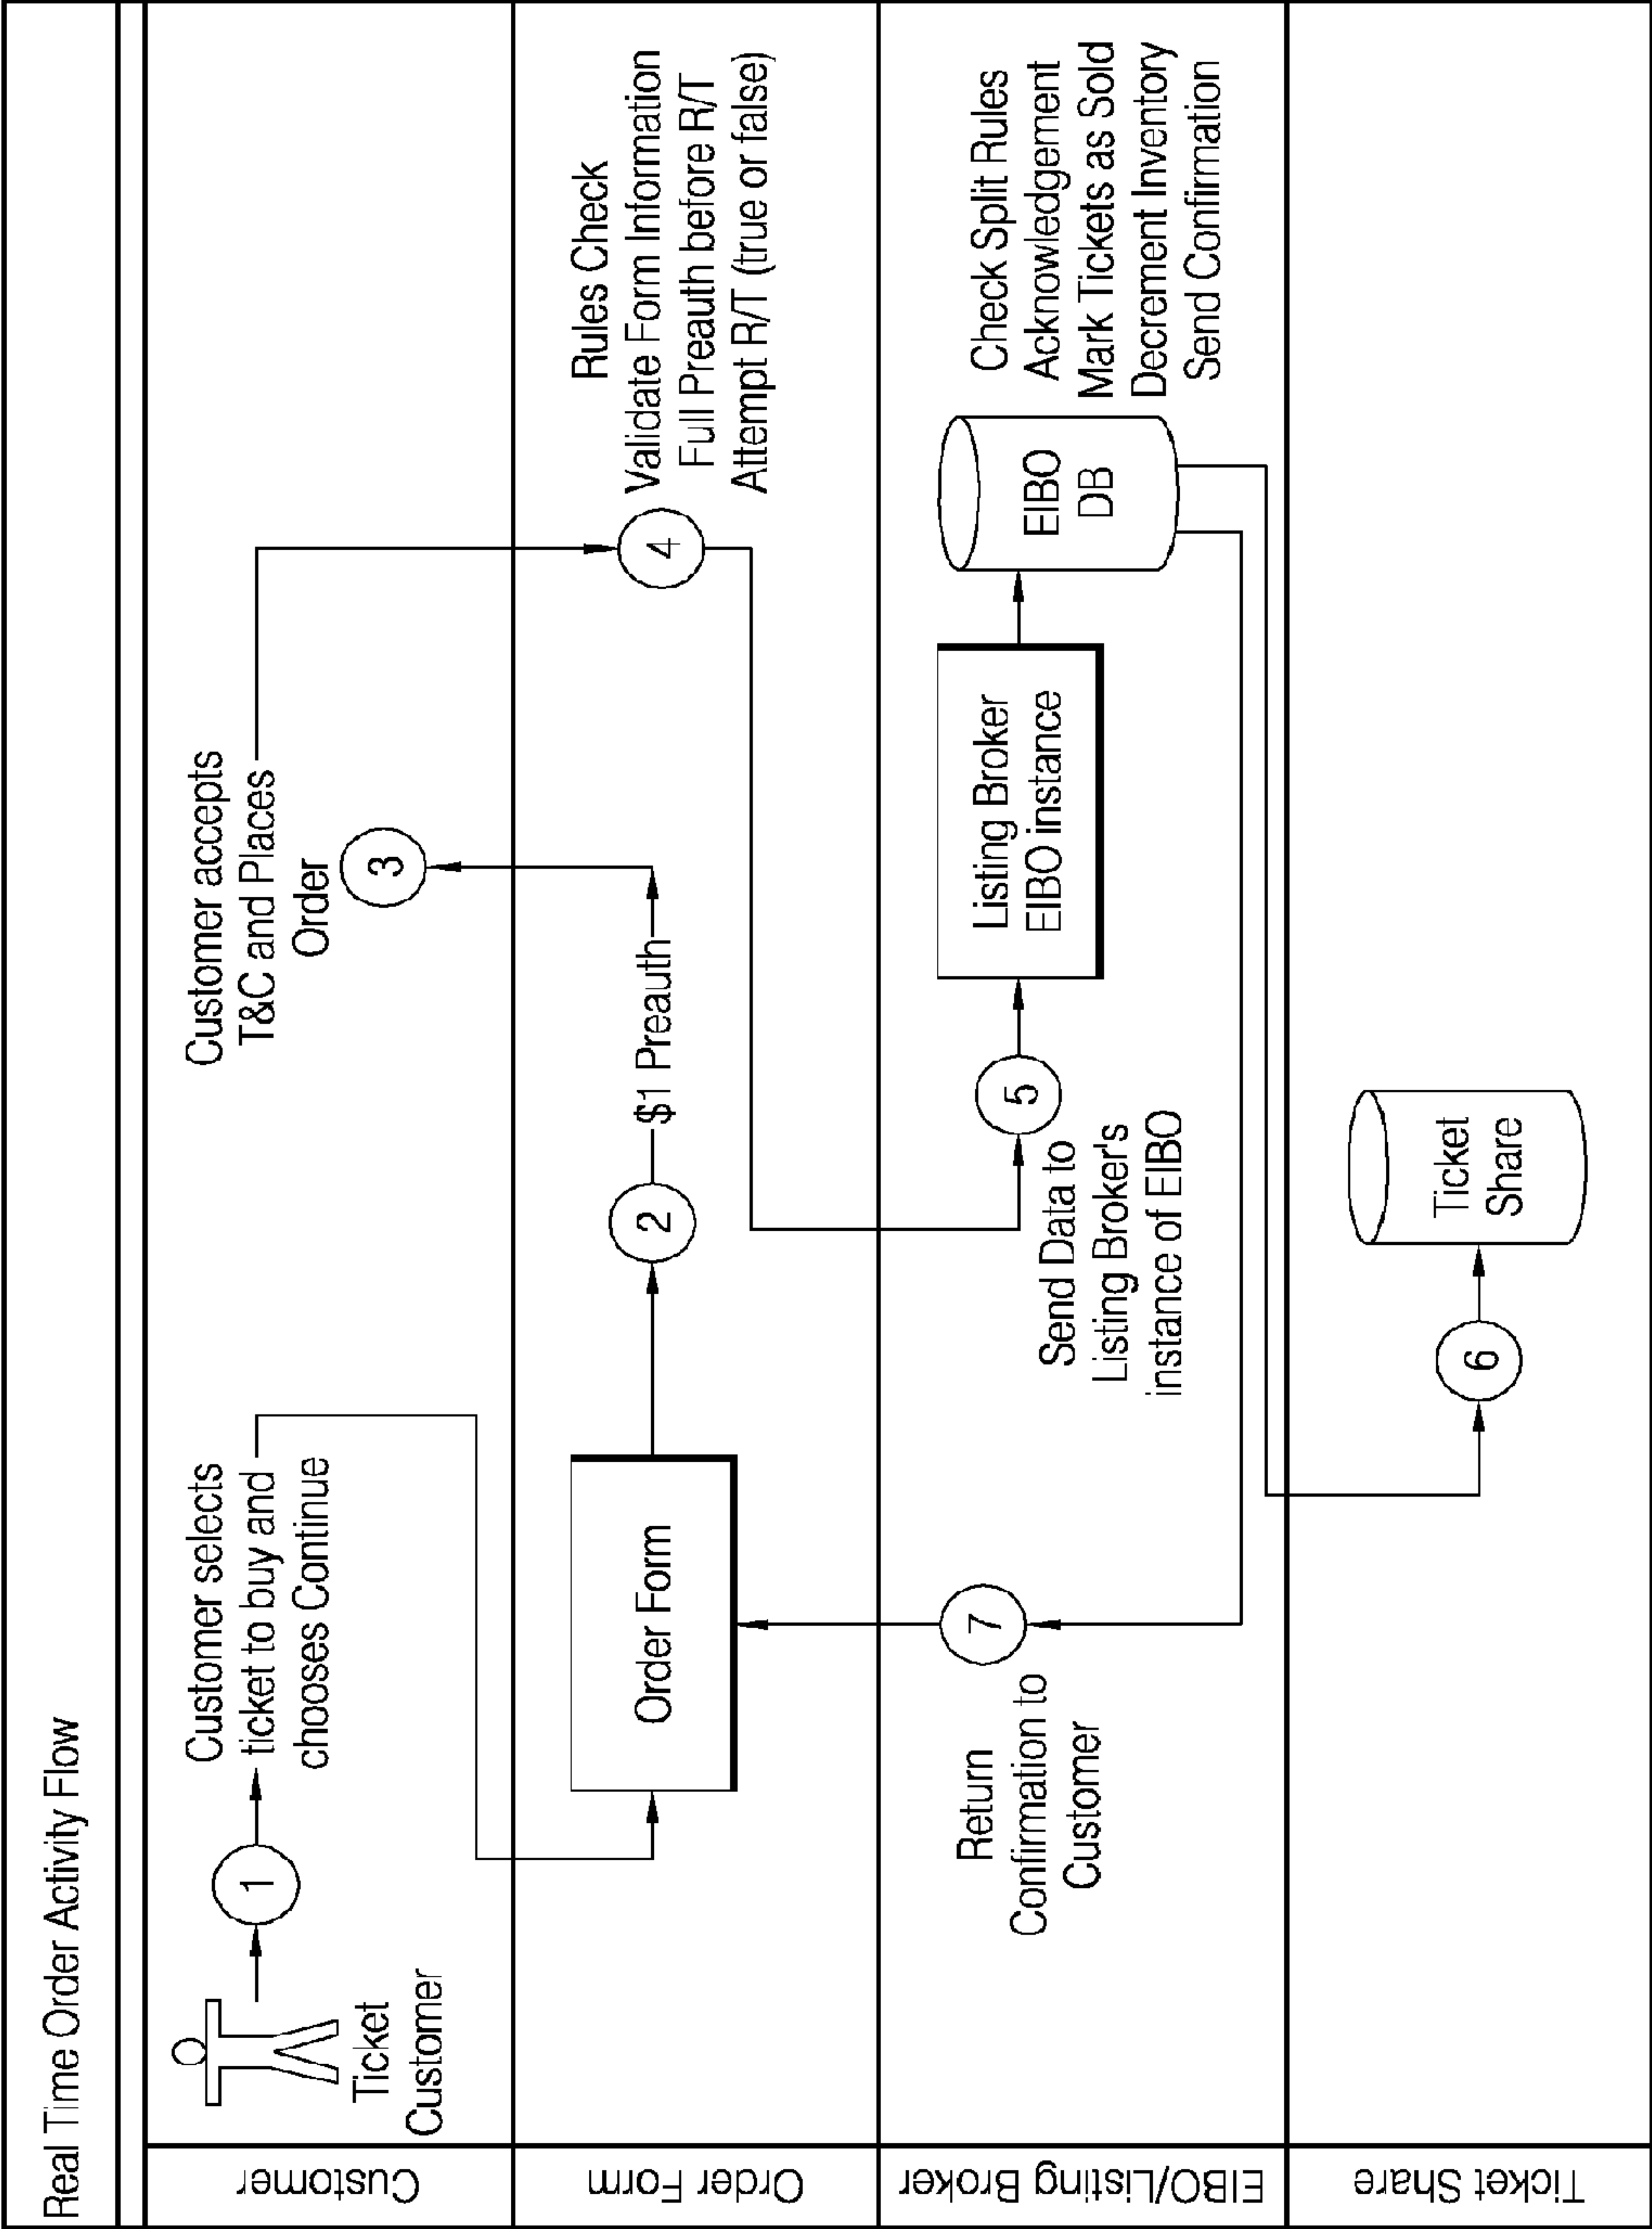 Real Time Order Activity Flow
Customer
Ticket
Customer
1
Customer selects
ticket to buy and
chooses Continue
Customer accepts
T&C and Places
Order
3
Order Form
Order Form
2
$1 Preauth
4
Rules Check
Validate Form Information
Full Preauth before R/T
Attempt R/T (true or false)
EIBO/Listing Broker
Return
Confirmation to
Customer
7
Send Data to
Listing Broker's
instance of EIBO
5
Listing Broker
EIBO instance
EIBO
DB
Check Split Rules
Acknowledgement
Mark Tickets as Sold
Decrement Inventory
Send Confirmation
Ticket Share
6
Ticket
Share